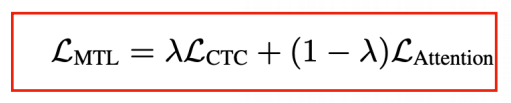 ℒ_MTL = λℒ_CTC + (1 − λ)ℒ_Attention